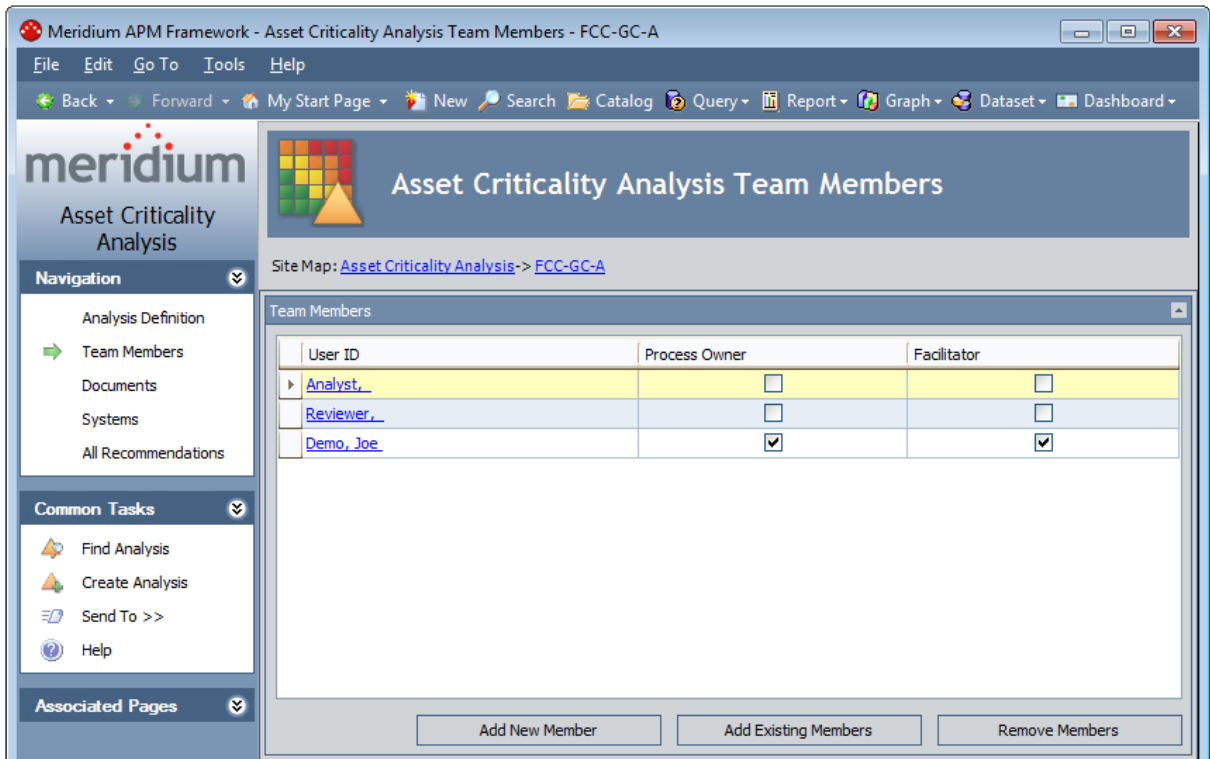 Meridium APM Framework - Asset Criticality Analysis Team Members - FCC-GC-A
File Edit Go To Tools Help
Back Forward My Start Page New Search Catalog Query Report Graph Dataset Dashboard
meridium
Asset Criticality
Analysis
Asset Criticality Analysis Team Members
Site Map: Asset Criticality Analysis-> FCC-GC-A
Navigation
Analysis Definition
Team Members
Documents
Systems
All Recommendations
Common Tasks
Find Analysis
Create Analysis
Send To >>
Help
Associated Pages
Team Members
User ID Process Owner Facilitator
Analyst,
Reviewer,
Demo, Joe
Add New Member Add Existing Members Remove Members